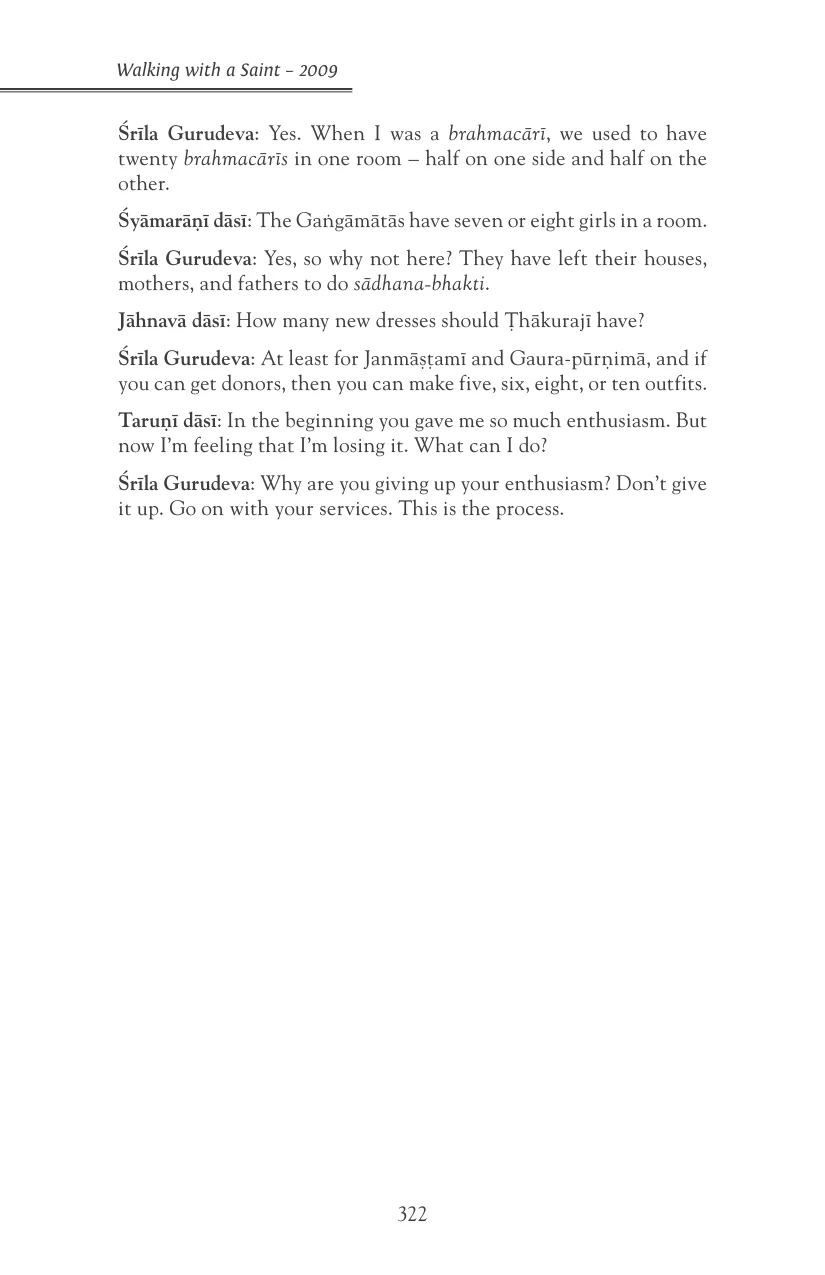 Walking with a Saint – 2009
Śrīla Gurudeva: Yes. When I was a brahmacārī, we used to have
twenty brahmacārīs in one room – half on one side and half on the
other.
Śyāmarāṇī dāsī: The Gaṅgāmātās have seven or eight girls in a room.
Śrīla Gurudeva: Yes, so why not here? They have left their houses,
mothers, and fathers to do sādhana-bhakti.
Jāhnavā dāsī: How many new dresses should Ṭhākurajī have?
Śrīla Gurudeva: At least for Janmāṣṭamī and Gaura-pūrṇimā, and if
you can get donors, then you can make five, six, eight, or ten outfits.
Taruṇī dāsī: In the beginning you gave me so much enthusiasm. But
now I’m feeling that I’m losing it. What can I do?
Śrīla Gurudeva: Why are you giving up your enthusiasm? Don’t give
it up. Go on with your services. This is the process.
322